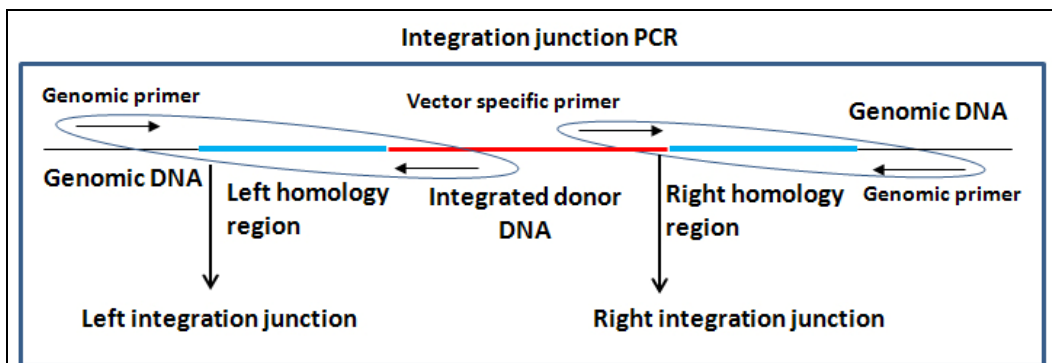 Integration junction PCR
Genomic primer
Vector specific primer
Genomic DNA
Genomic DNA
Left homology
region
Integrated donor
DNA
Right homology
region
Genomic primer
Left integration junction
Right integration junction